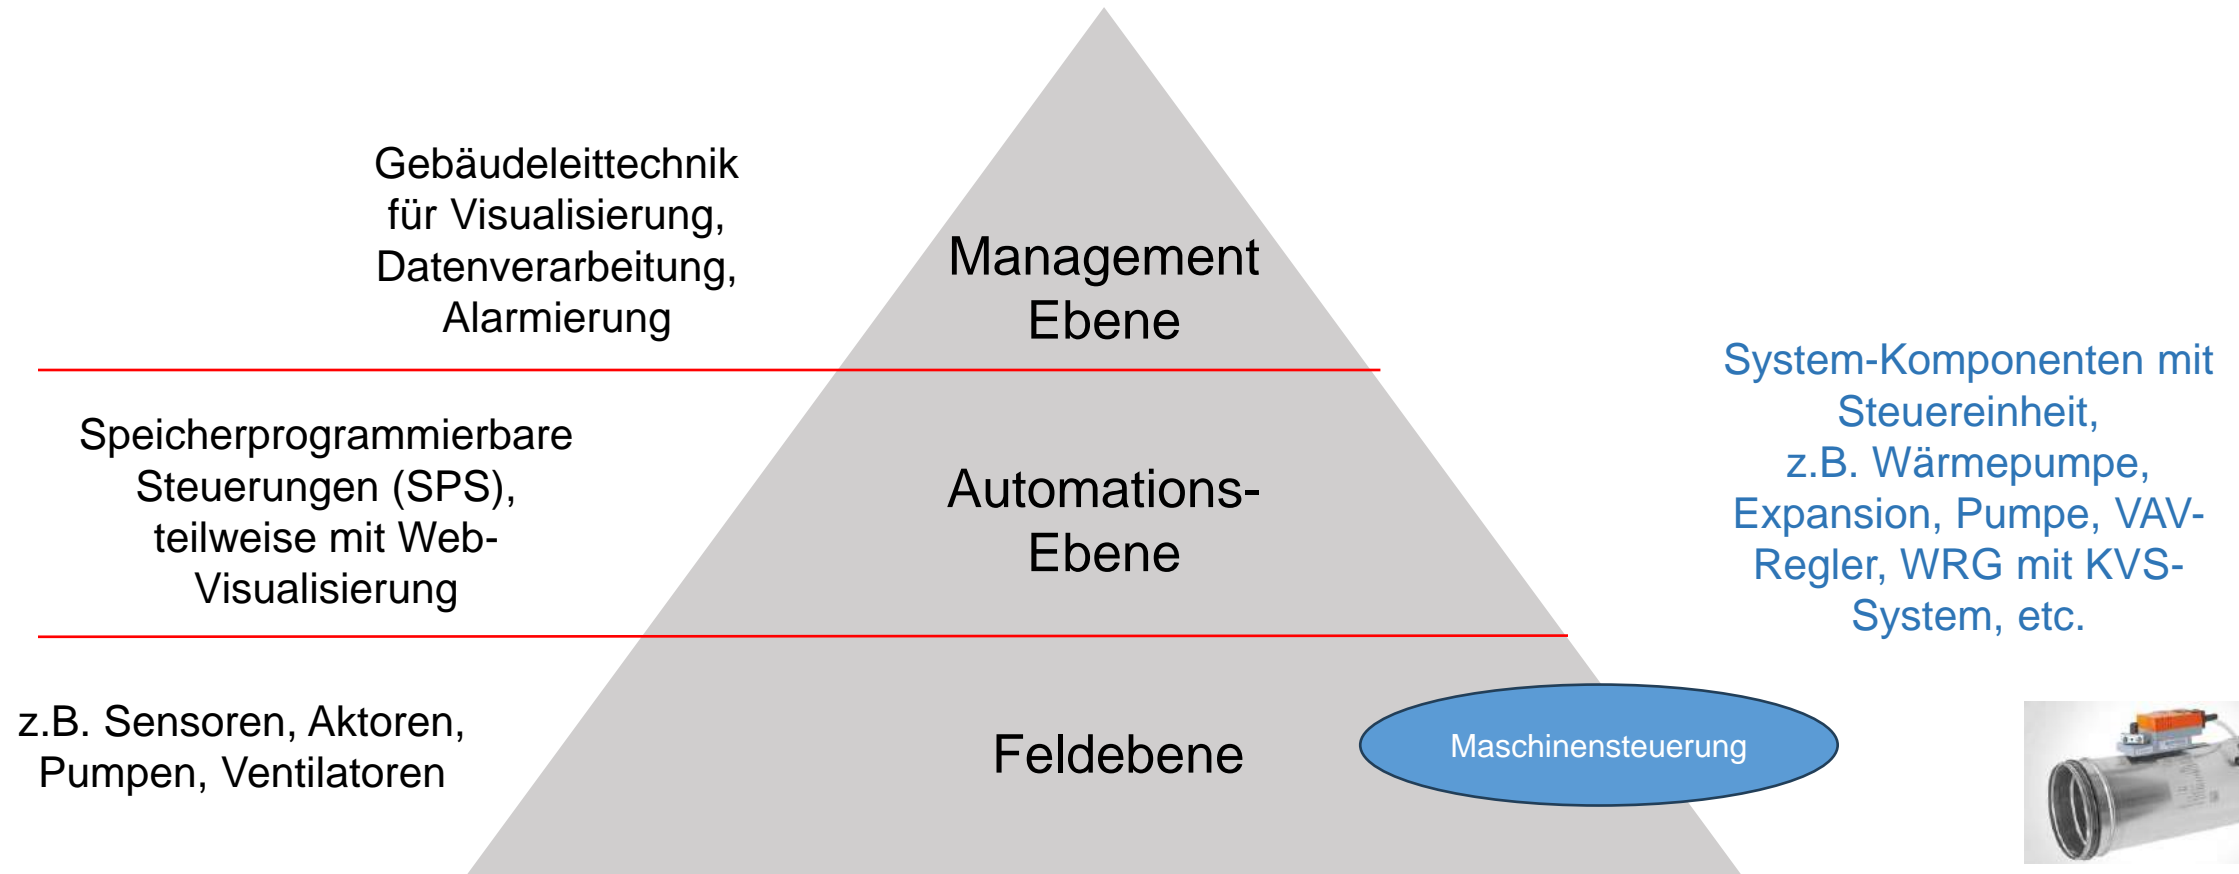 Gebäudeleittechnik
für Visualisierung,
Datenverarbeitung,
Alarmierung
Management
Ebene
System-Komponenten mit
Steuereinheit,
z.B. Wärmepumpe,
Expansion, Pumpe, VAV-
Regler, WRG mit KVS-
System, etc.
Speicherprogrammierbare
Steuerungen (SPS),
teilweise mit Web-
Visualisierung
Automations-
Ebene
z.B. Sensoren, Aktoren,
Pumpen, Ventilatoren
Feldebene
Maschinensteuerung